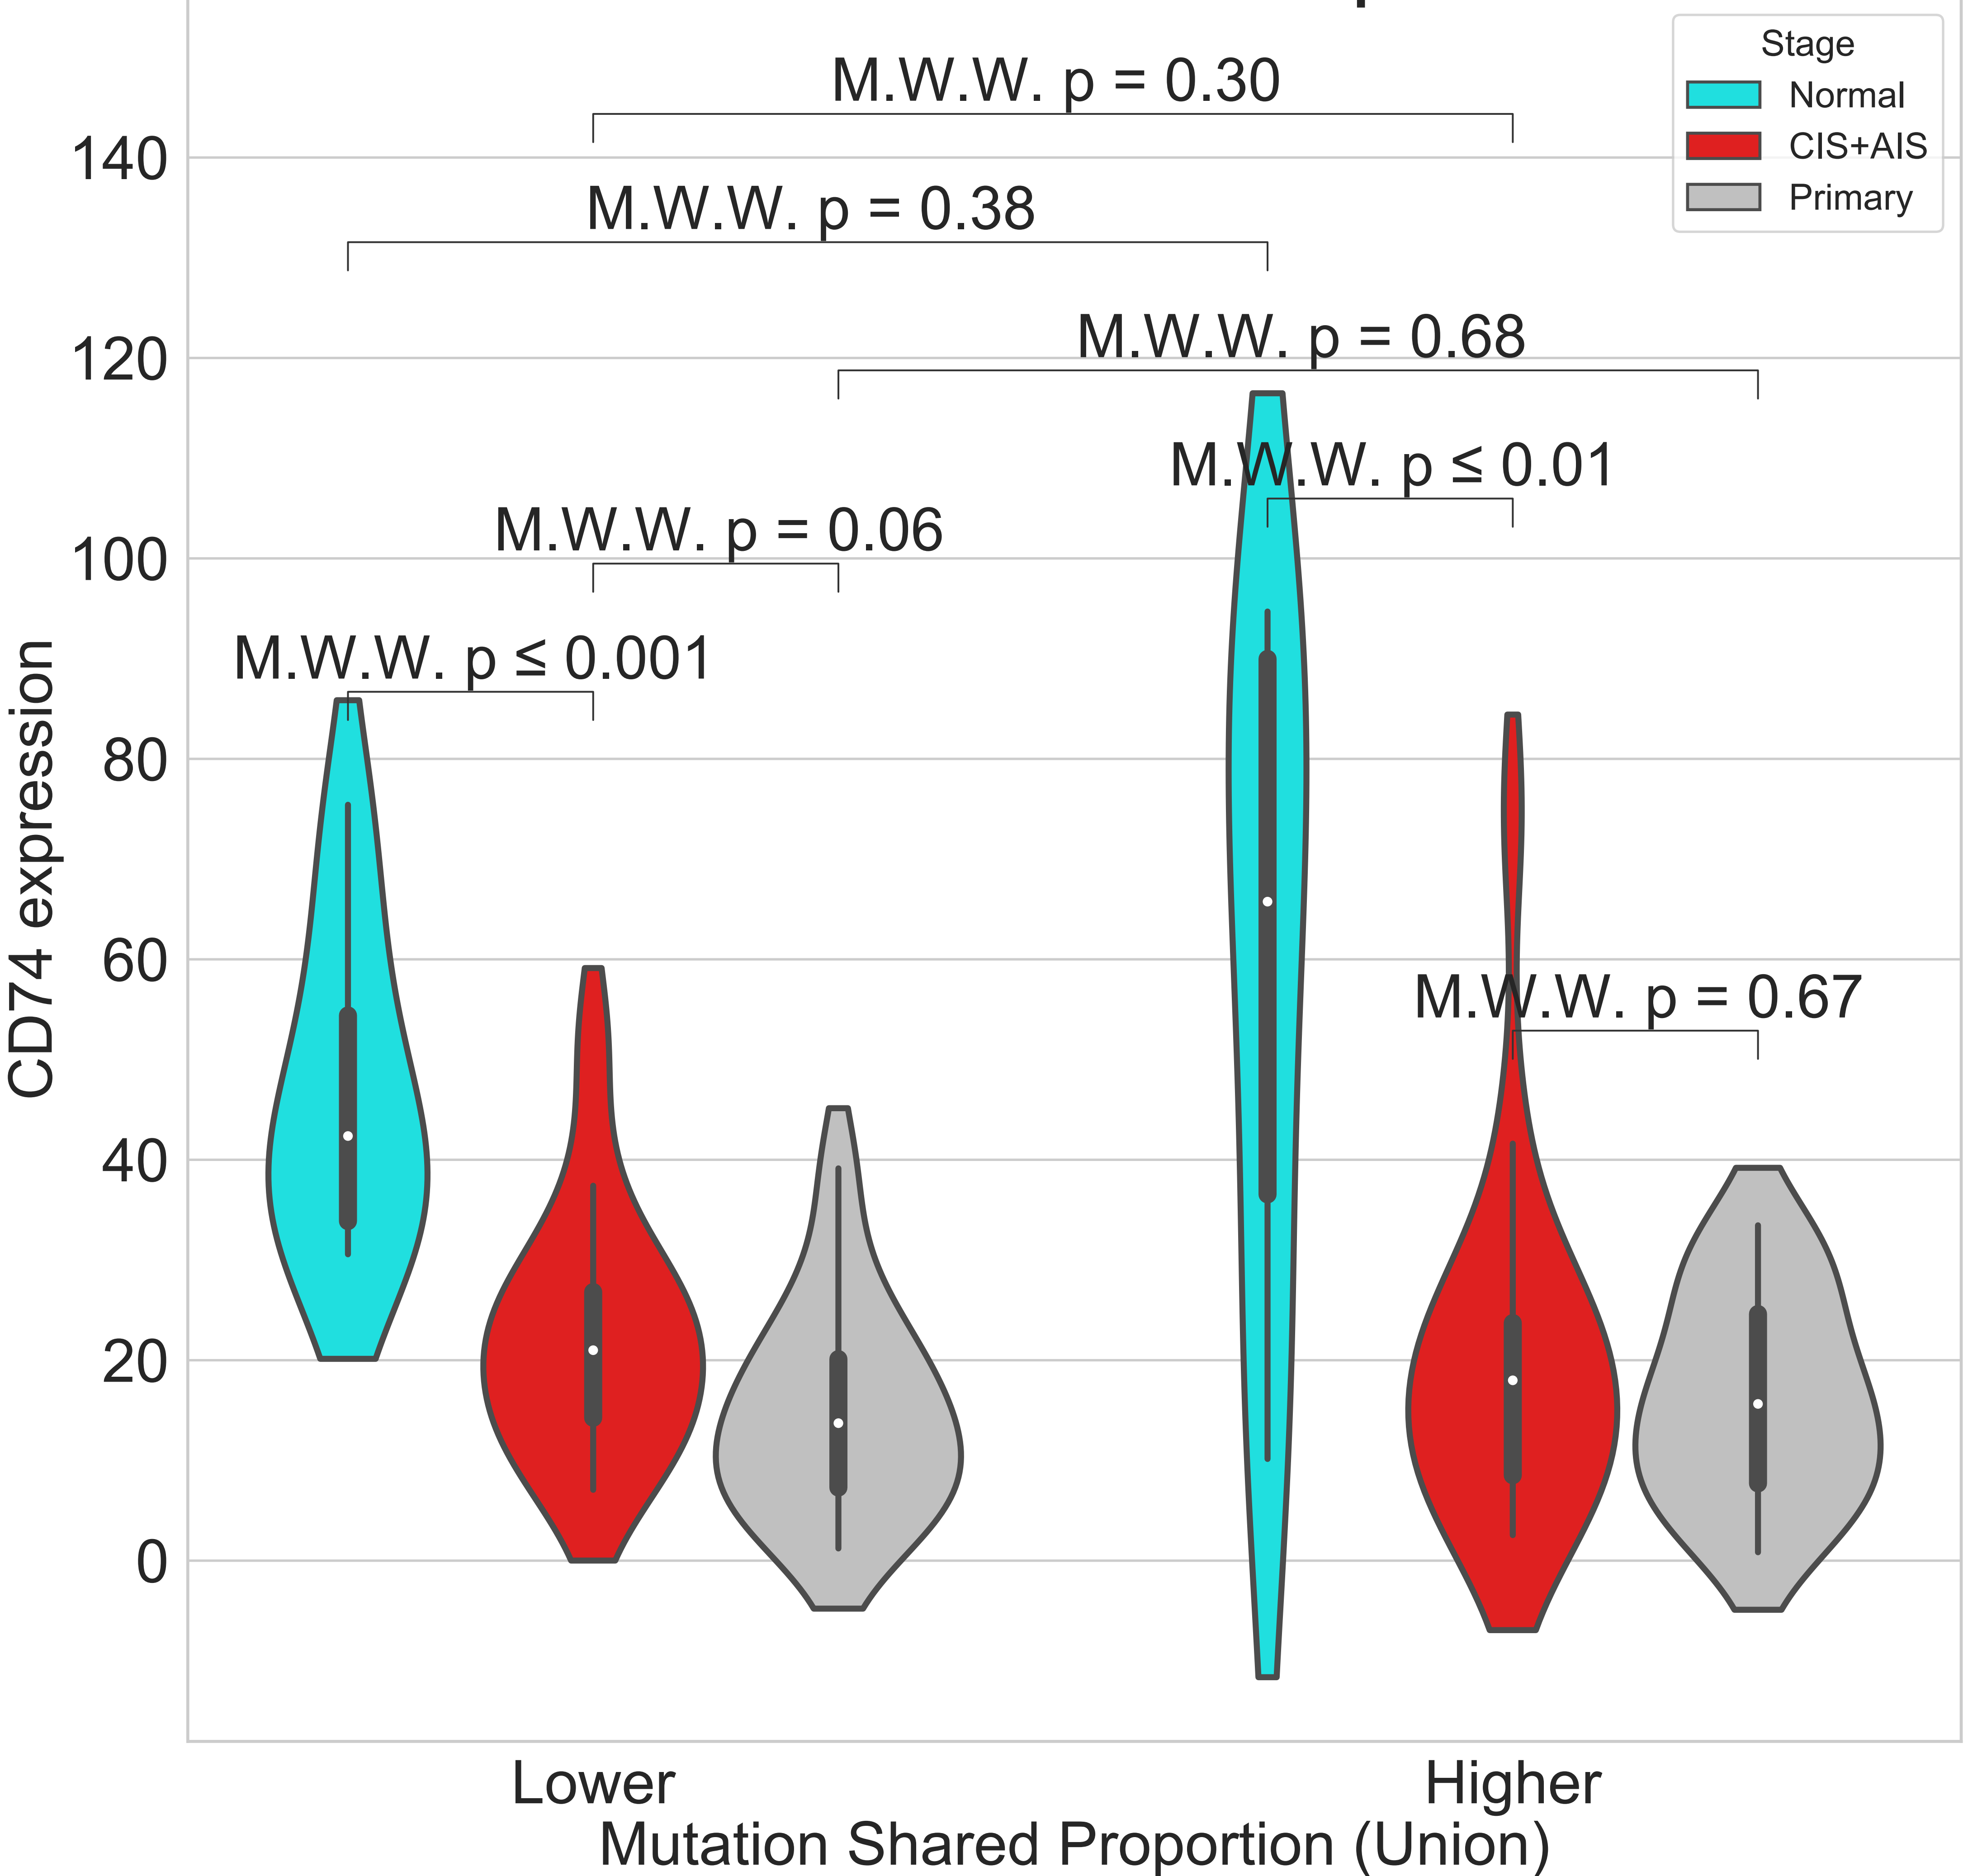 Stage
Normal
CIS+AIS
Primary
M.W.W. p = 0.30
140
M.W.W. p = 0.38
M.W.W. p = 0.68
120
M.W.W. p ≤ 0.01
M.W.W. p = 0.06
100
M.W.W. p ≤ 0.001
80
60
M.W.W. p = 0.67
40
20
0
CD74 expression
Lower
Higher
Mutation Shared Proportion (Union)